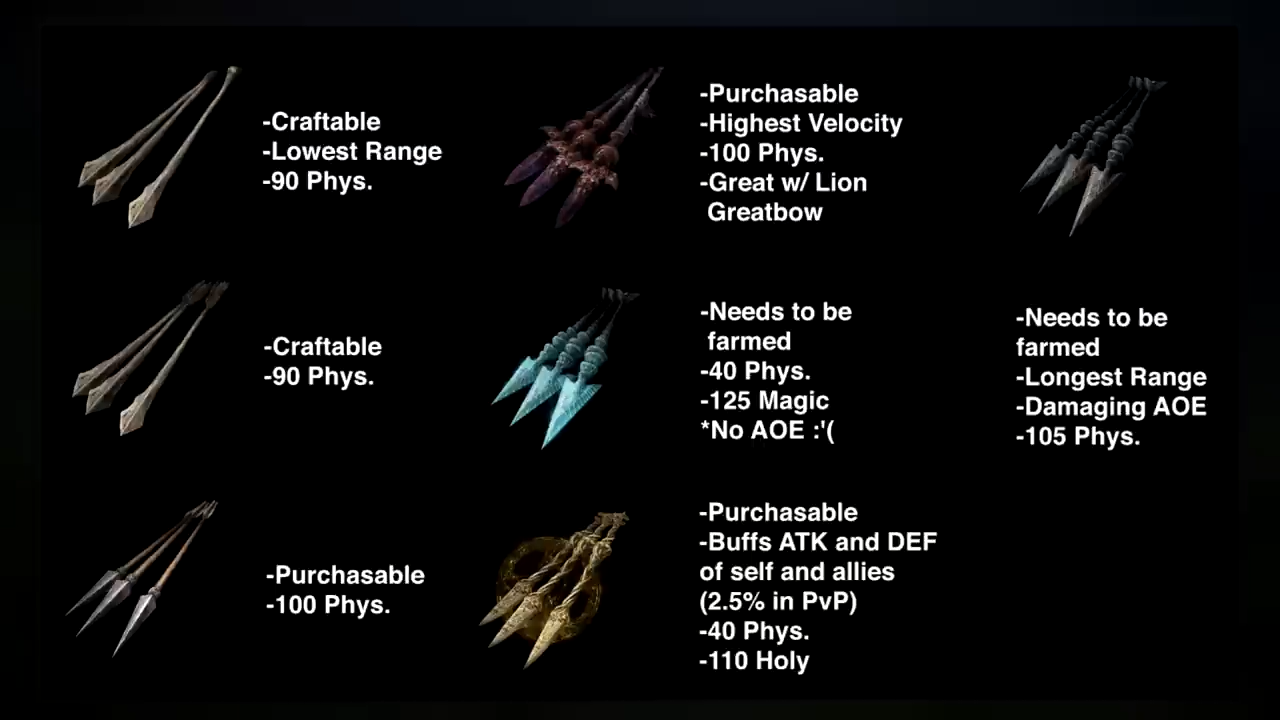 -Craftable
-Lowest Range
-90 Phys.
-Purchasable
-Highest Velocity
-100 Phys.
-Great w/ Lion
Greatbow
-Craftable
-90 Phys.
-Needs to be
farmed
-40 Phys.
-125 Magic
*No AOE :'(
-Needs to be
farmed
-Longest Range
-Damaging AOE
-105 Phys.
-Purchasable
-100 Phys.
-Purchasable
-Buffs ATK and DEF
of self and allies
(2.5% in PvP)
-40 Phys.
-110 Holy